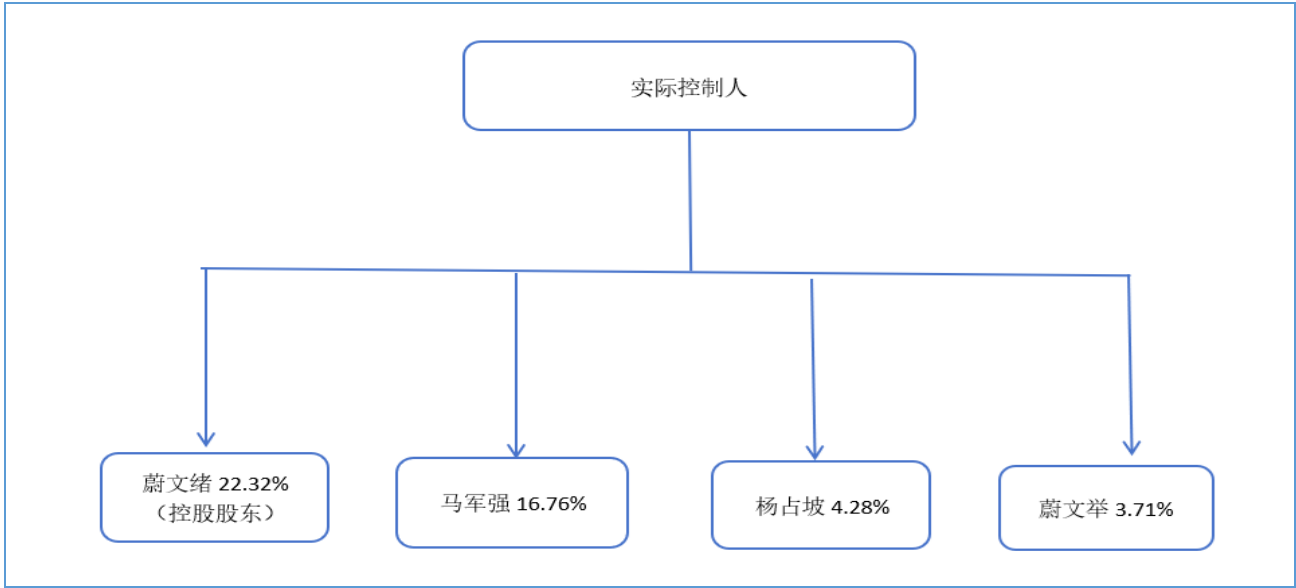 实际控制人
蔚文绪 22.32%
（控股股东）
马军强 16.76%
杨占坡 4.28%
蔚文举 3.71%